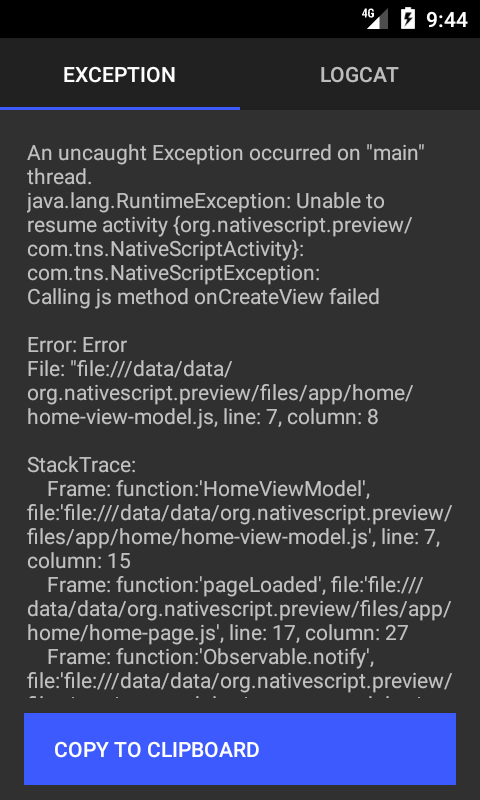 4G 9:44
EXCEPTION LOGCAT
An uncaught Exception occurred on "main"
thread.
java.lang.RuntimeException: Unable to
resume activity {org.nativescript.preview/
com.tns.NativeScriptActivity}:
com.tns.NativeScriptException:
Calling js method onCreateView failed
Error: Error
File: "file:///data/data/
org.nativescript.preview/files/app/home/
home-view-model.js, line: 7, column: 8
StackTrace:
Frame: function:'HomeViewModel',
file:'file:///data/data/org.nativescript.preview/
files/app/home/home-view-model.js', line: 7,
column: 15
Frame: function:'pageLoaded', file:'file:///
data/data/org.nativescript.preview/files/app/
home/home-page.js', line: 17, column: 27
Frame: function:'Observable.notify',
file:'file:///data/data/org.nativescript.preview/
COPY TO CLIPBOARD